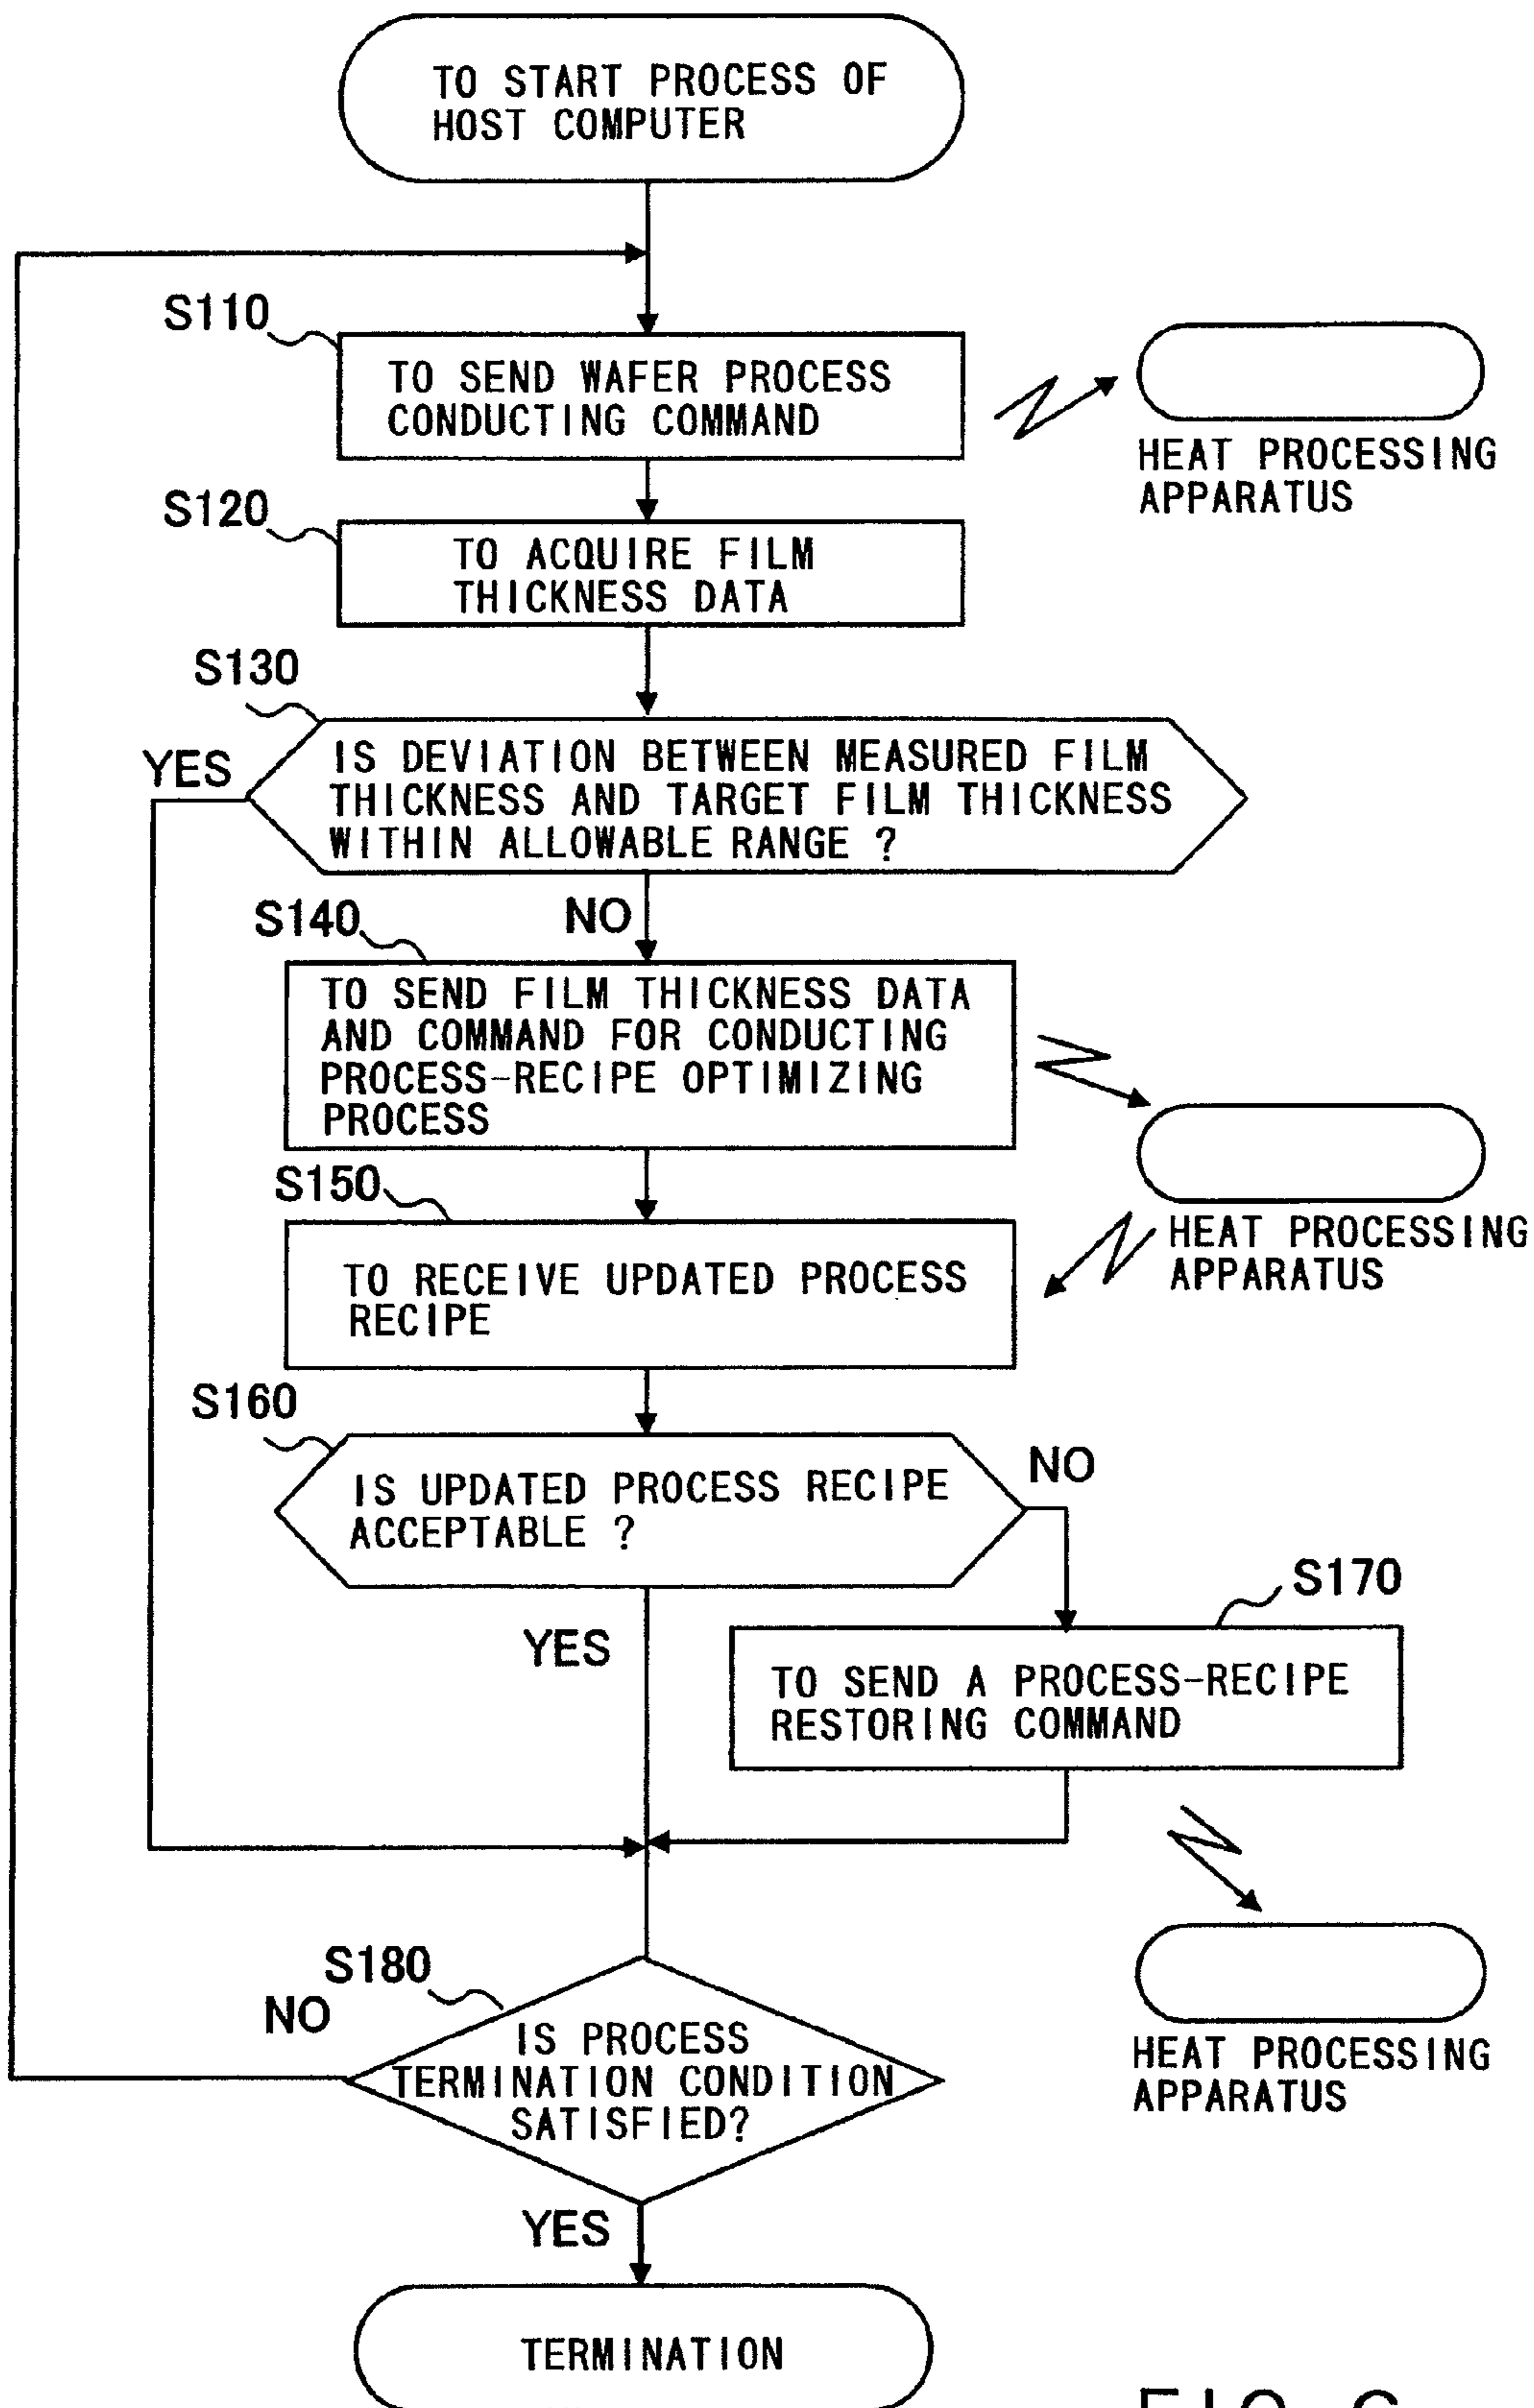 TO START PROCESS OF
HOST COMPUTER
S110
TO SEND WAFER PROCESS
CONDUCTING COMMAND
HEAT PROCESSING
APPARATUS
S120
TO ACQUIRE FILM
THICKNESS DATA
S130
YES
IS DEVIATION BETWEEN MEASURED FILM
THICKNESS AND TARGET FILM THICKNESS
WITHIN ALLOWABLE RANGE ?
NO
S140
TO SEND FILM THICKNESS DATA
AND COMMAND FOR CONDUCTING
PROCESS-RECIPE OPTIMIZING
PROCESS
HEAT PROCESSING
APPARATUS
S150
TO RECEIVE UPDATED PROCESS
RECIPE
S160
IS UPDATED PROCESS RECIPE
ACCEPTABLE ?
NO
YES
S170
TO SEND A PROCESS-RECIPE
RESTORING COMMAND
HEAT PROCESSING
APPARATUS
S180
NO
IS PROCESS
TERMINATION CONDITION
SATISFIED?
YES
TERMINATION